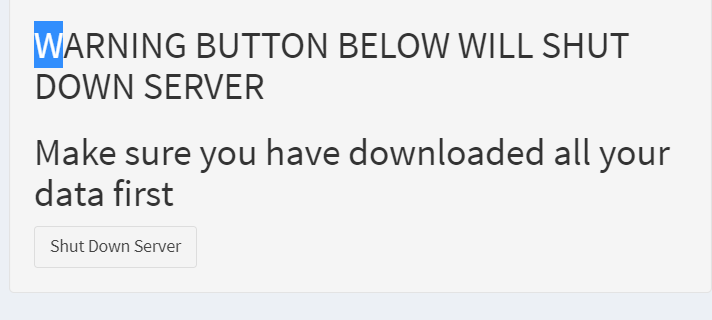 WARNING BUTTON BELOW WILL SHUT
DOWN SERVER
Make sure you have downloaded all your
data first
Shut Down Server